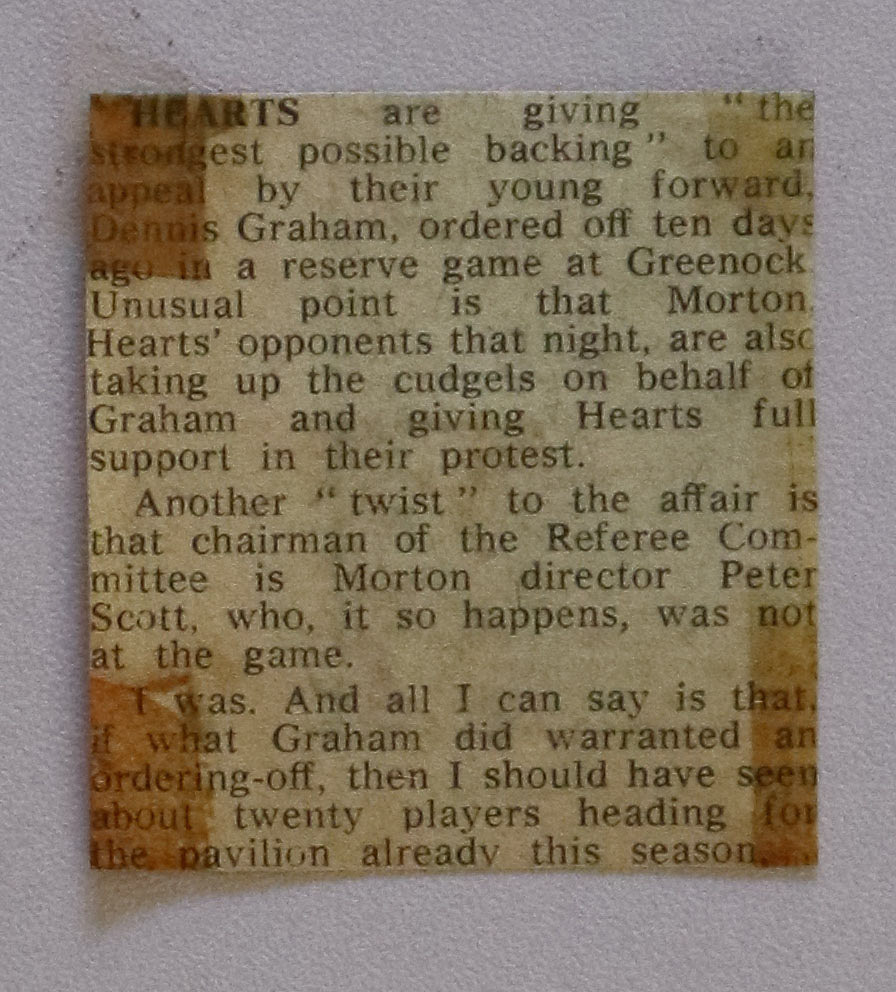 HEARTS are giving “the
strongest possible backing” to an
appeal by their young forward,
Dennis Graham, ordered off ten days
ago in a reserve game at Greenock
Unusual point is that Morton,
Hearts’ opponents that night, are also
taking up the cudgels on behalf of
Graham and giving Hearts full
support in their protest.
Another “twist” to the affair is
that chairman of the Referee Com-
mittee is Morton director Peter
Scott, who, it so happens, was not
at the game.
I was. And all I can say is that,
if what Graham did warranted an
ordering-off, then I should have seen
about twenty players heading for
the pavilion already this season.